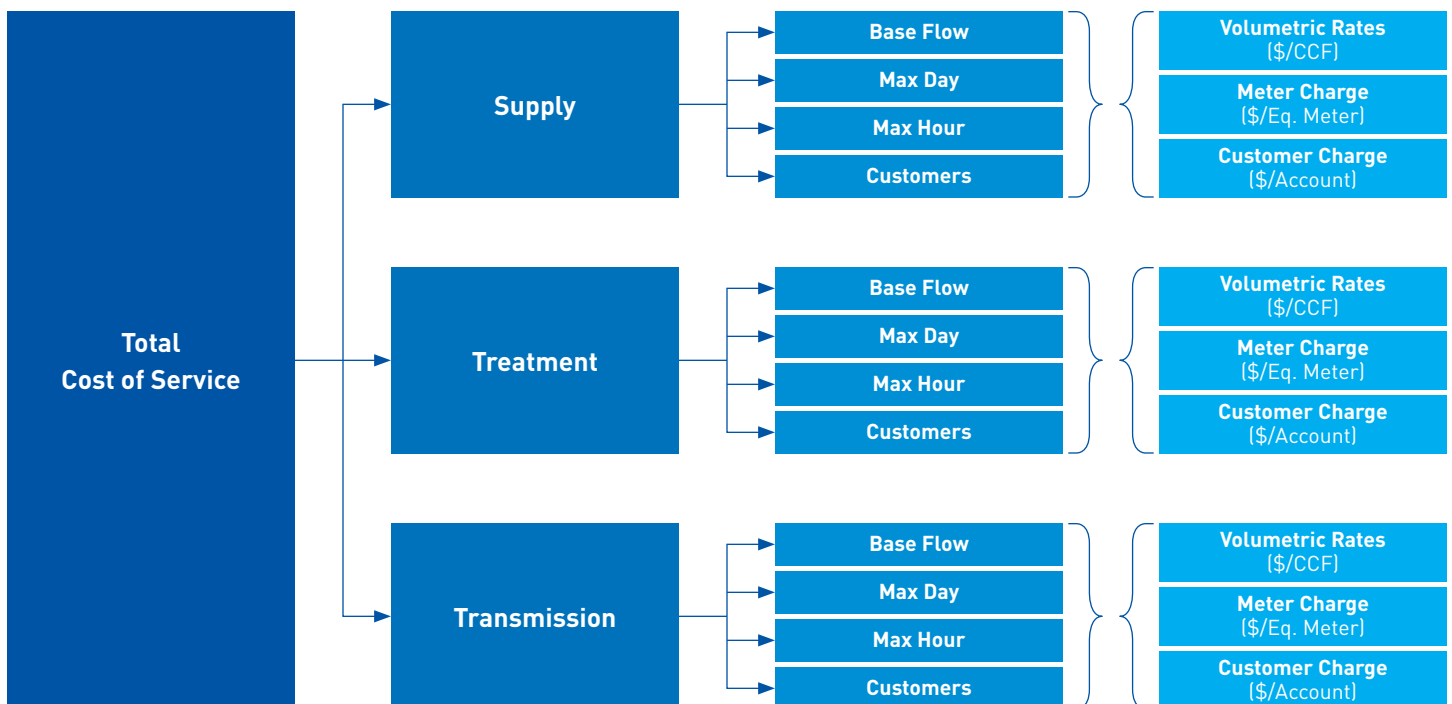 Total
Cost of Service
Supply
Base Flow
Max Day
Max Hour
Customers
Volumetric Rates
($/CCF)
Meter Charge
($/Eq. Meter)
Customer Charge
($/Account)
Treatment
Base Flow
Max Day
Max Hour
Customers
Volumetric Rates
($/CCF)
Meter Charge
($/Eq. Meter)
Customer Charge
($/Account)
Transmission
Base Flow
Max Day
Max Hour
Customers
Volumetric Rates
($/CCF)
Meter Charge
($/Eq. Meter)
Customer Charge
($/Account)